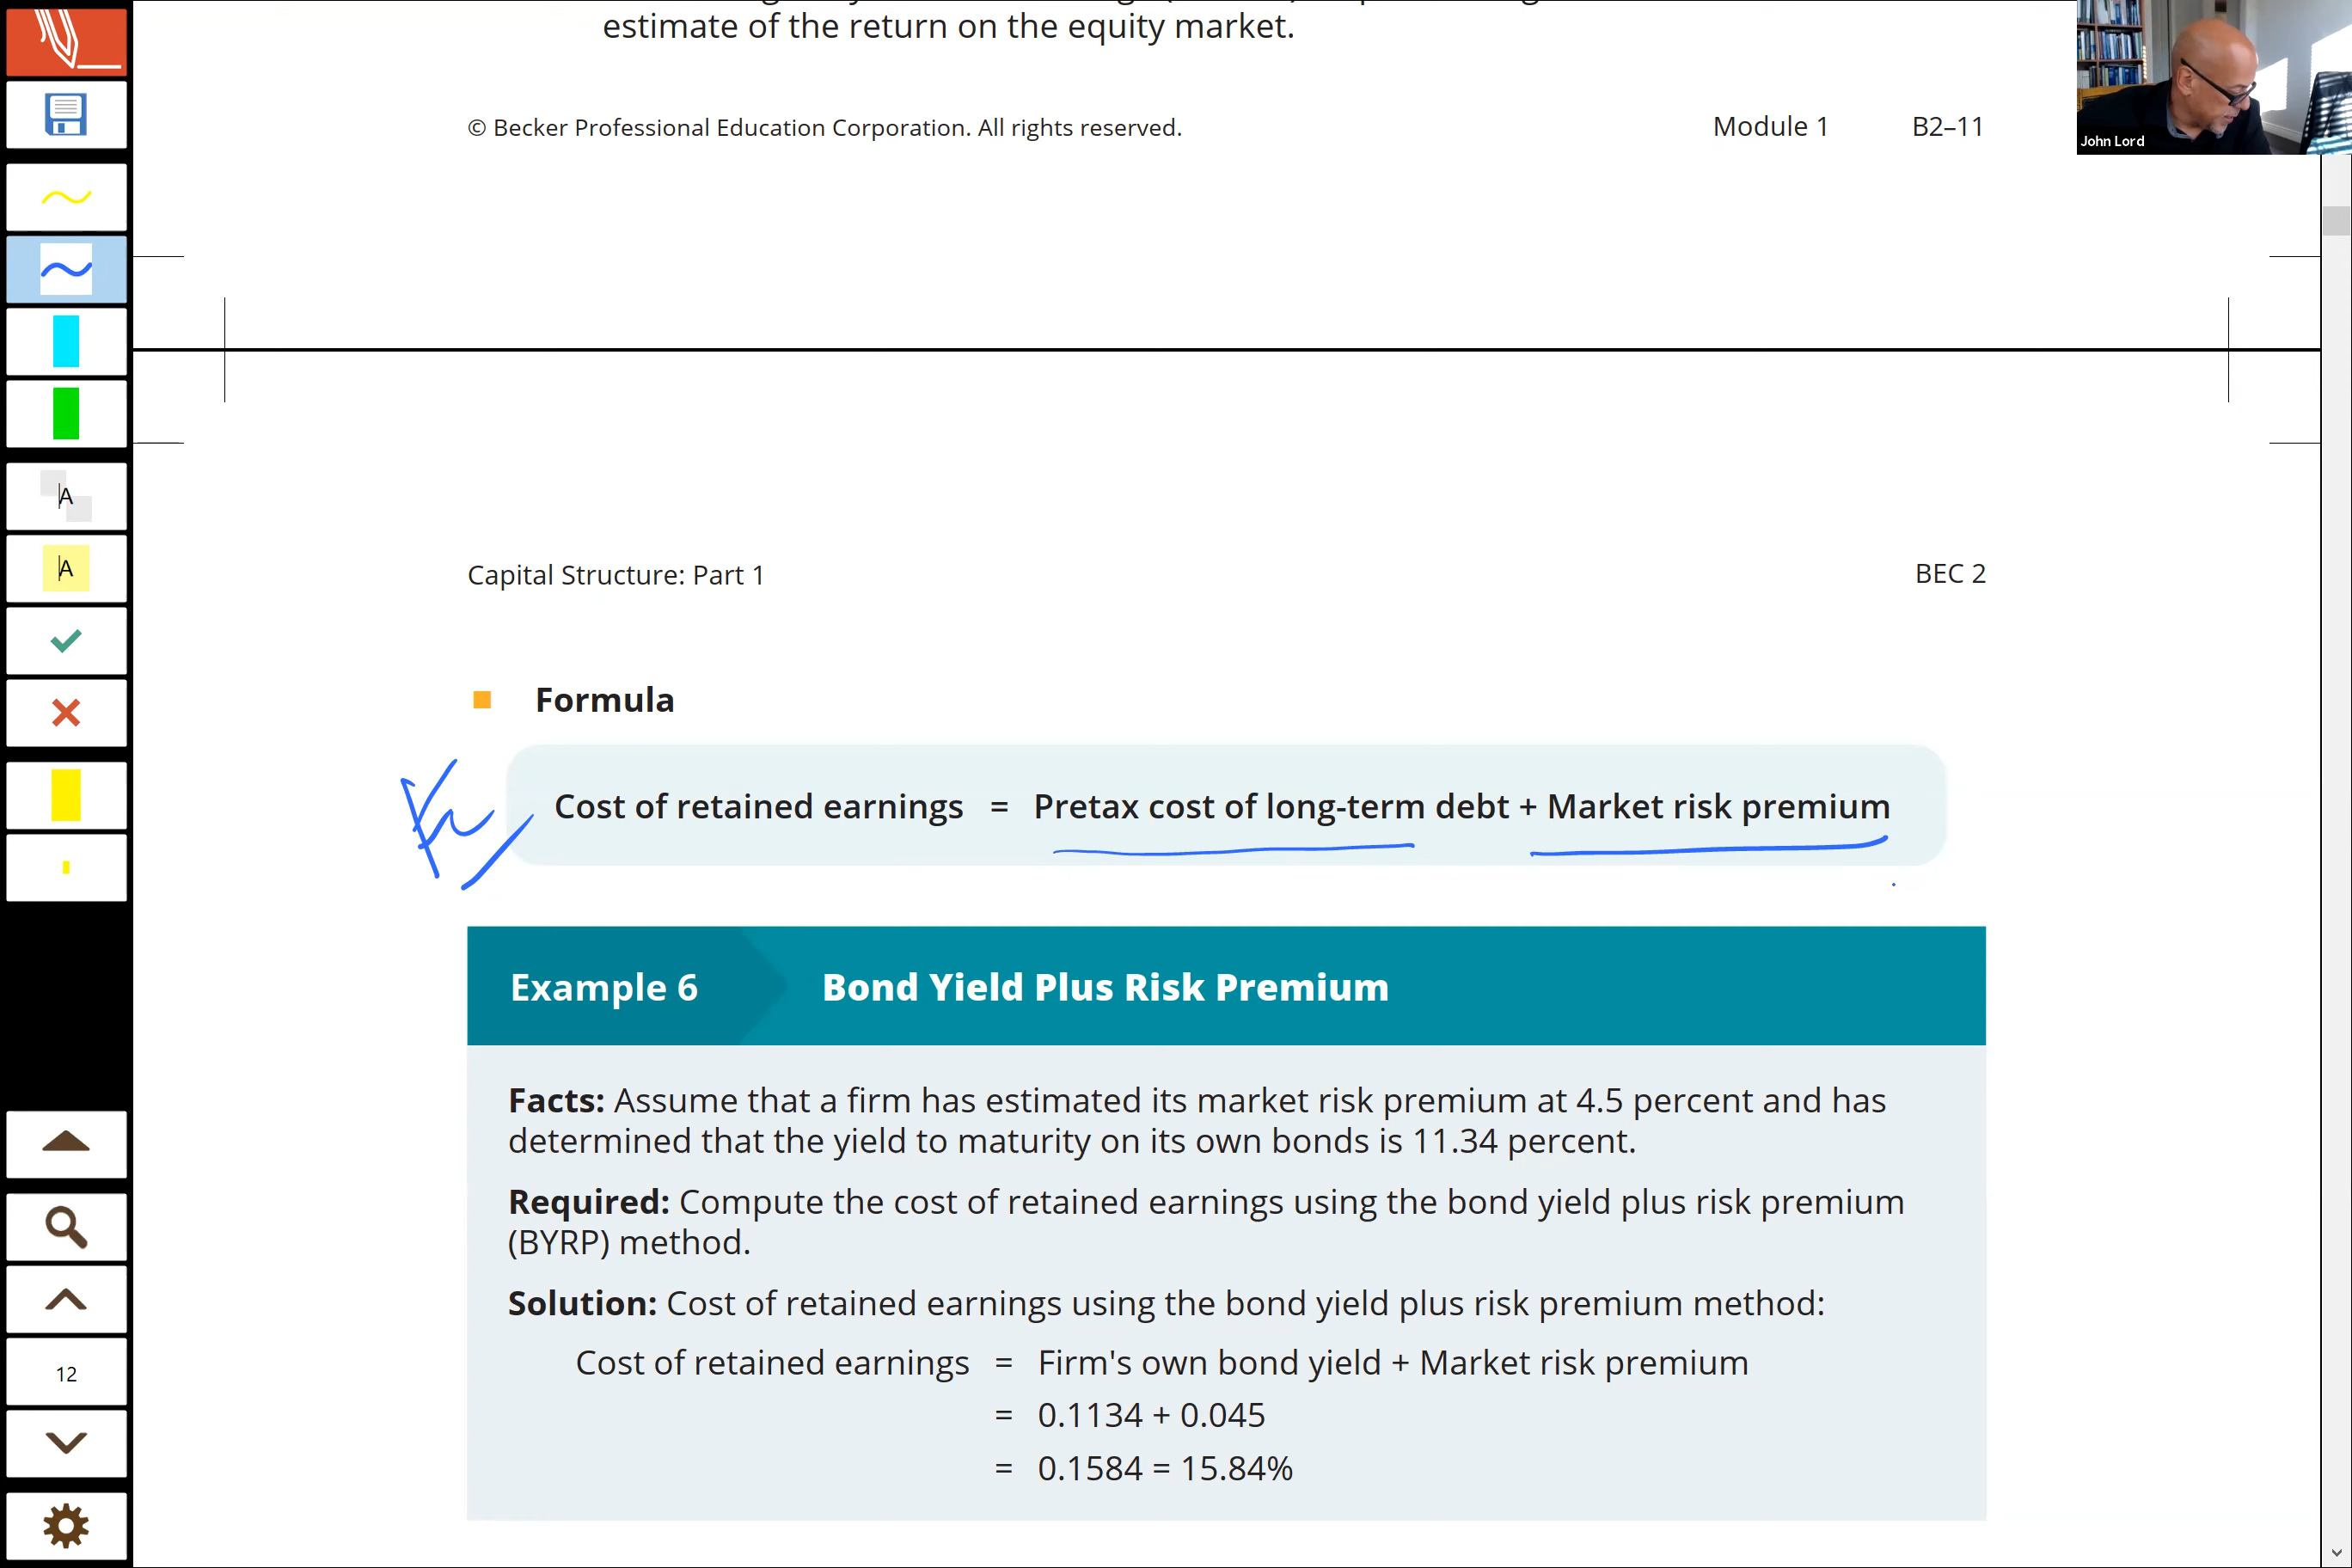 estimate of the return on the equity market.
© Becker Professional Education Corporation. All rights reserved. Module 1 B2–11
John Lord
Capital Structure: Part 1 BEC 2
Formula
Cost of retained earnings = Pretax cost of long-term debt + Market risk premium
Example 6 Bond Yield Plus Risk Premium
Facts: Assume that a firm has estimated its market risk premium at 4.5 percent and has
determined that the yield to maturity on its own bonds is 11.34 percent.
Required: Compute the cost of retained earnings using the bond yield plus risk premium
(BYRP) method.
Solution: Cost of retained earnings using the bond yield plus risk premium method:
Cost of retained earnings = Firm's own bond yield + Market risk premium
= 0.1134 + 0.045
= 0.1584 = 15.84%
A
A
12